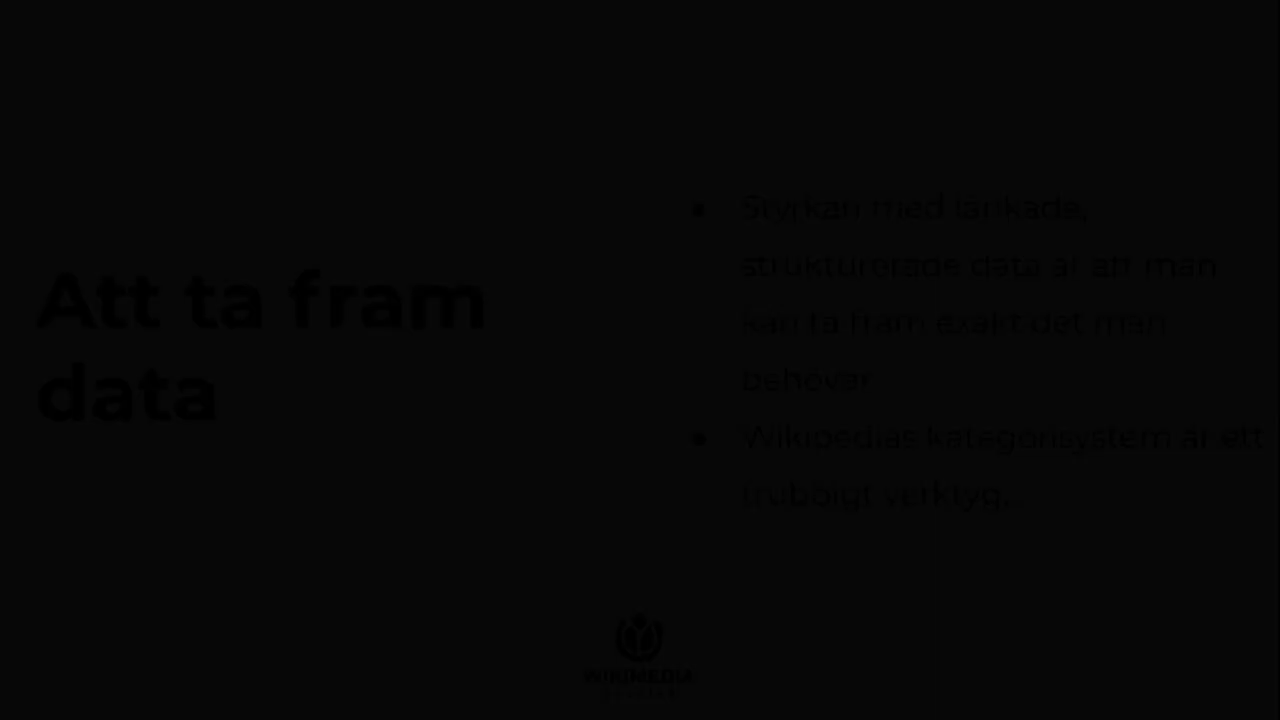 Att ta fram
data
Styrkan med länkade,
strukturerade data är att man
kan ta fram exakt det man
behöver
Wikipedias kategorisystem är ett
trubbigt verktyg...
WIKIMEDIA